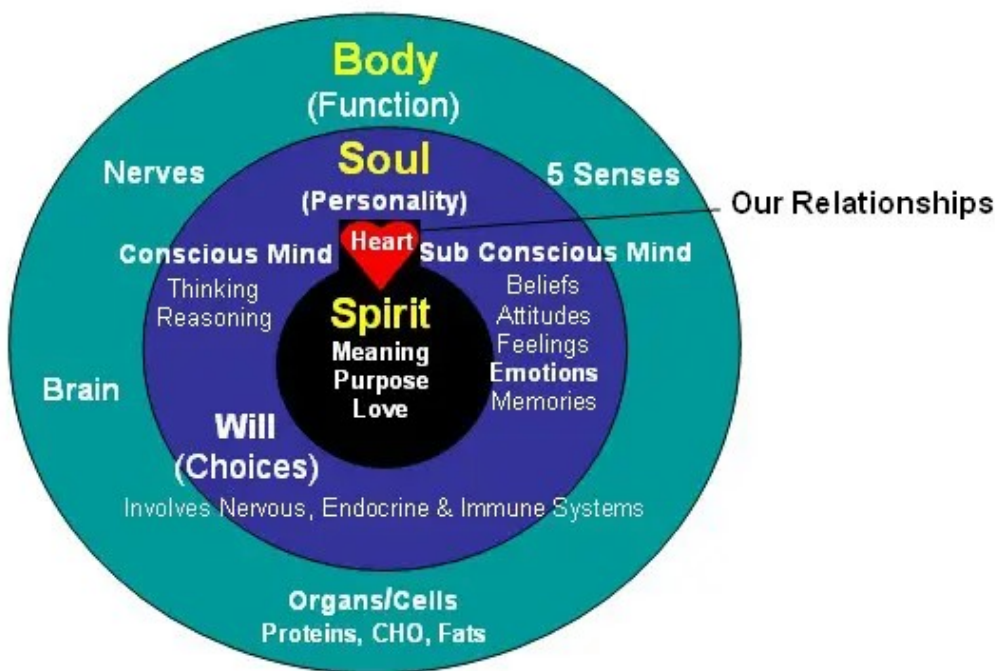 Body
(Function)
Nerves
Soul
(Personality)
5 Senses
Our Relationships
Heart
Conscious Mind
Thinking
Reasoning
Sub Conscious Mind
Beliefs
Attitudes
Feelings
Emotions
Memories
Spirit
Meaning
Purpose
Love
Brain
Will
(Choices)
Involves Nervous, Endocrine & Immune Systems
Organs/Cells
Proteins, CHO, Fats